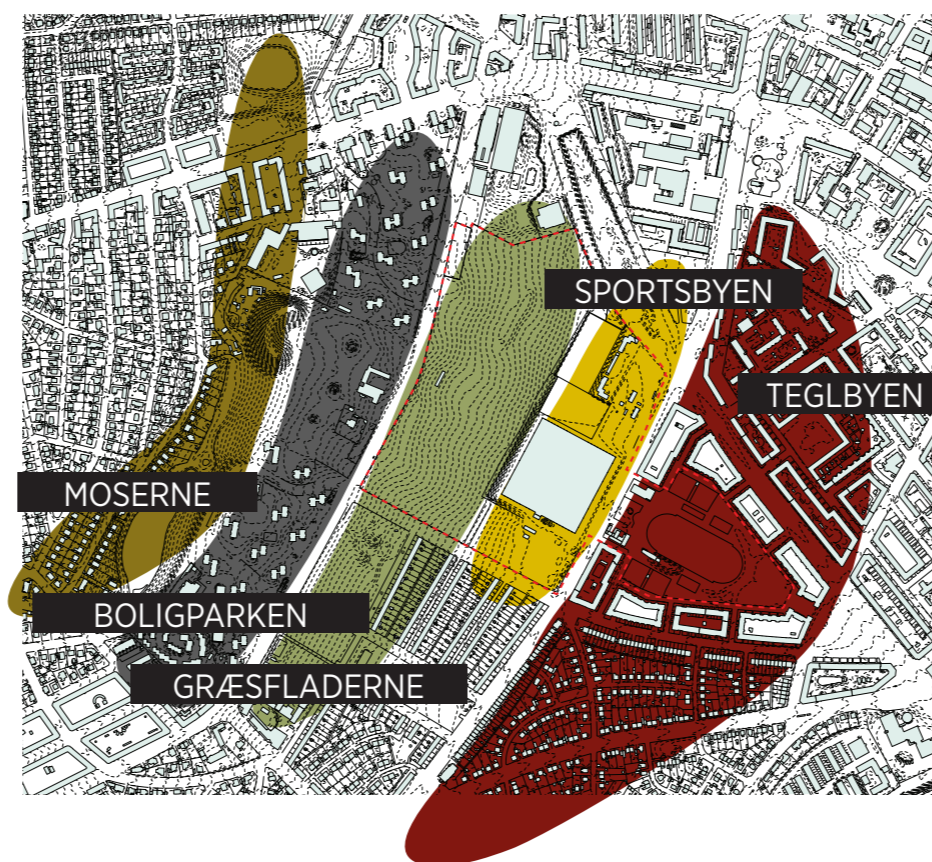 SPORTSBYEN
TEGLBYEN
MOSERNE
BOLIGPARKEN
GRÆSFLADERNE